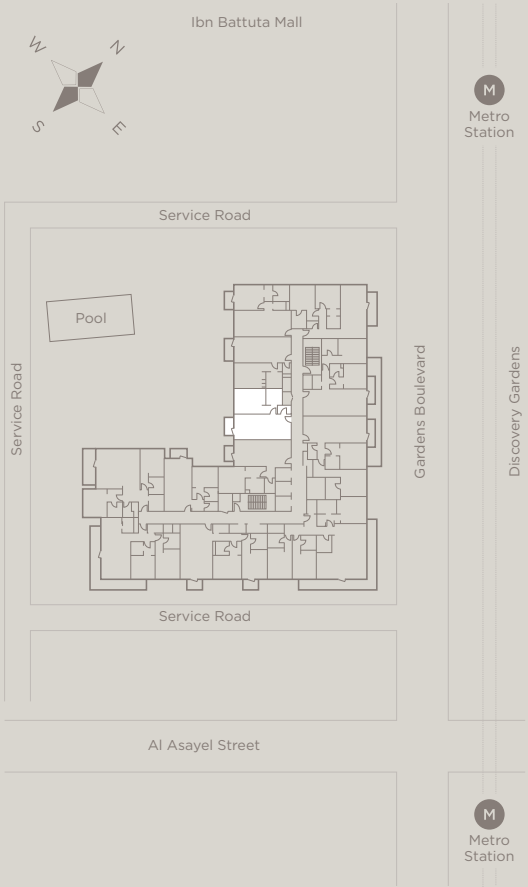 Ibn Battuta Mall
W
N
S
E
M
Metro
Station
Service Road
Pool
Service Road
Gardens Boulevard
Discovery Gardens
Service Road
Al Asayel Street
M
Metro
Station